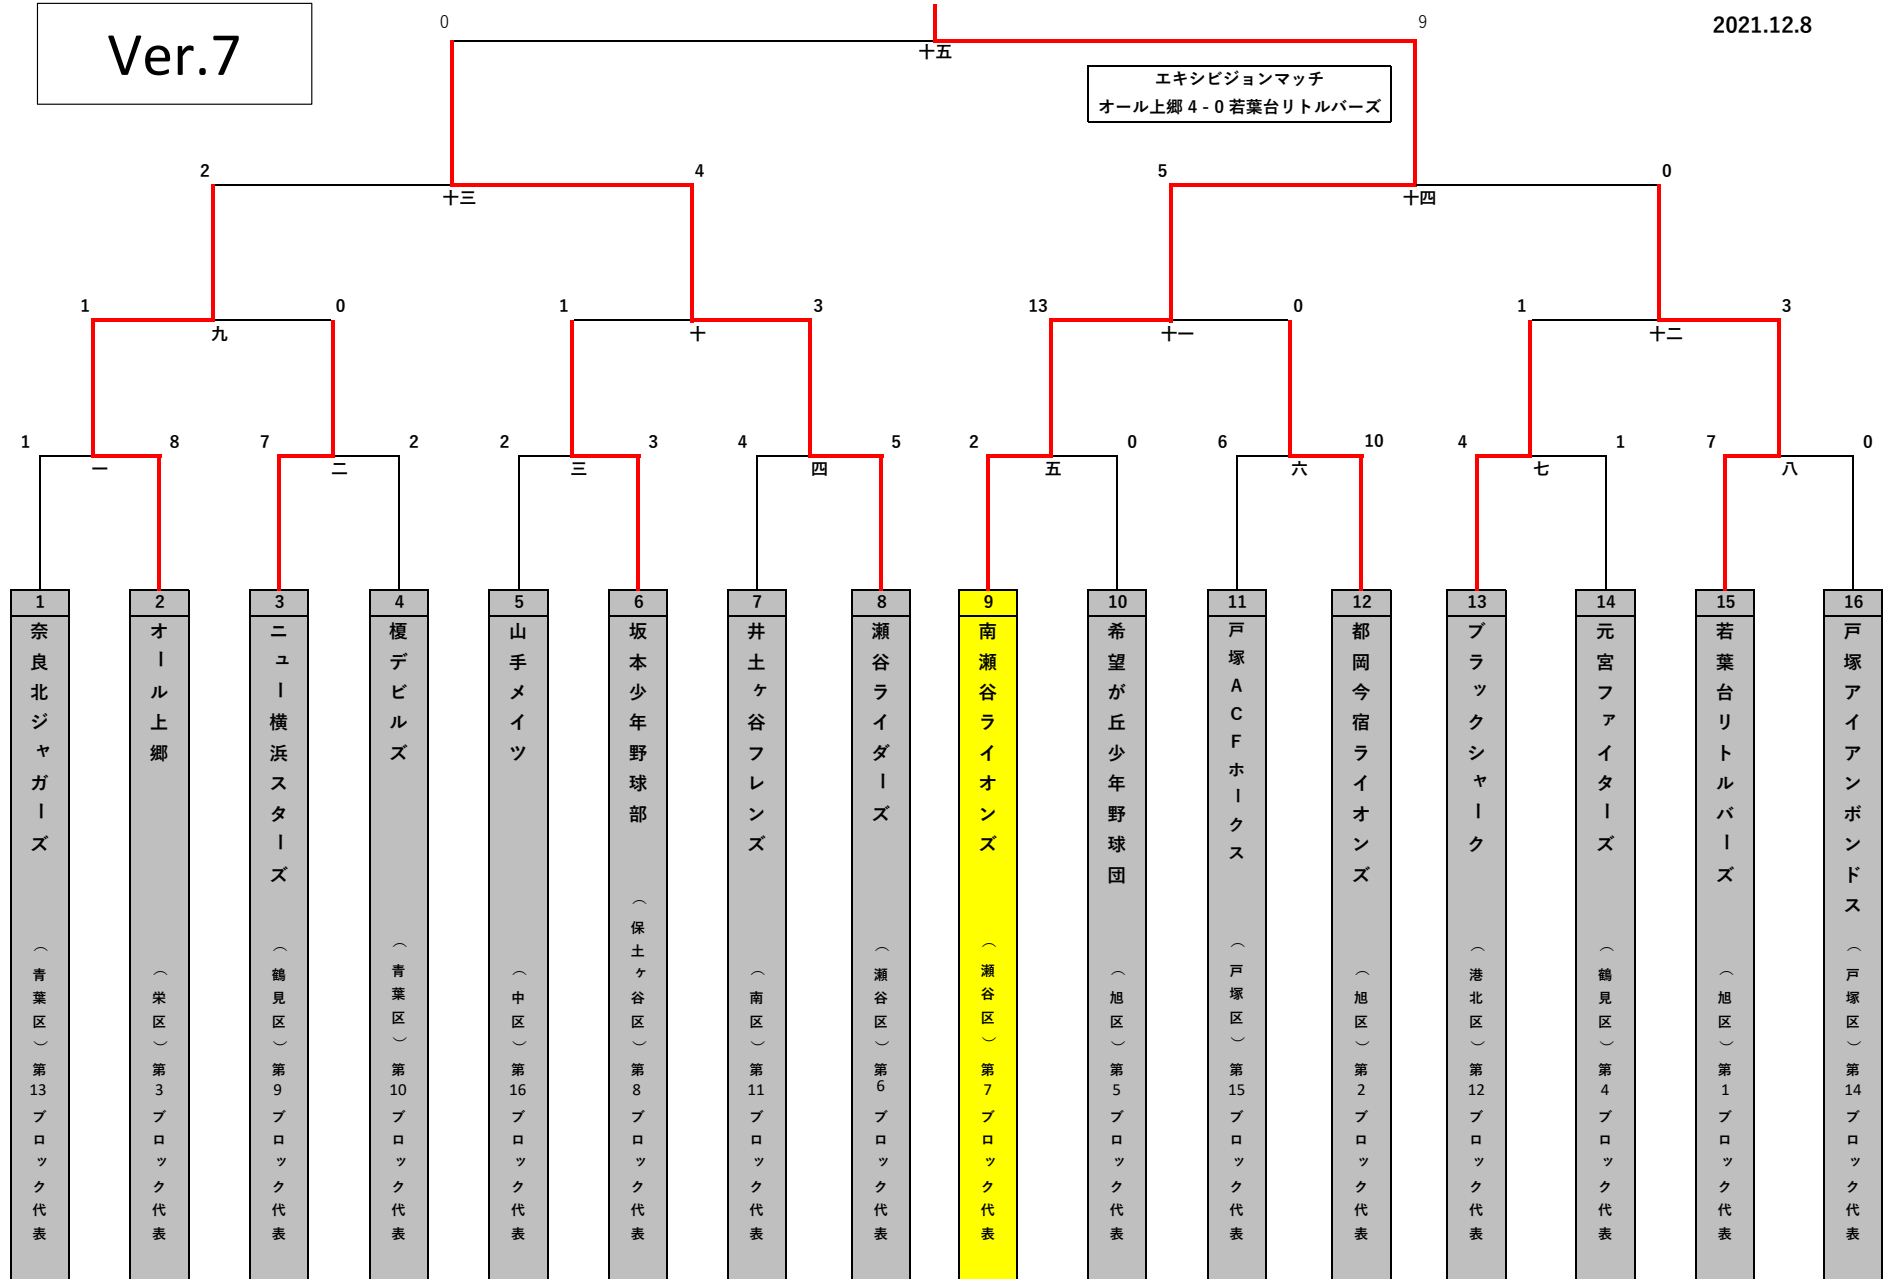 Ver.7
2021.12.8
0
9
十五
エキシビジョンマッチ
オール上郷 4 - 0 若葉台リトルバーズ
2
4
5
0
十三
十四
1
0
1
3
13
0
1
3
九
十
十一
十二
1
8
7
2
2
3
4
5
2
0
6
10
4
1
7
0
一
二
三
四
五
六
七
八
1
奈良北ジャガーズ
（青葉区）第13ブロック代表
2
オール上郷
（栄区）第3ブロック代表
3
ニュー横浜スターズ
（鶴見区）第9ブロック代表
4
榎デビルズ
（青葉区）第10ブロック代表
5
山手メイツ
（中区）第16ブロック代表
6
坂本少年野球部
（保土ヶ谷区）第8ブロック代表
7
井土ヶ谷フレンズ
（南区）第11ブロック代表
8
瀬谷ライダーズ
（瀬谷区）第6ブロック代表
9
南瀬谷ライオンズ
（瀬谷区）第7ブロック代表
10
希望が丘少年野球団
（旭区）第5ブロック代表
11
戸塚ACFホークス
（戸塚区）第15ブロック代表
12
都岡今宿ライオンズ
（旭区）第2ブロック代表
13
ブラックシャーク
（港北区）第12ブロック代表
14
元宮ファイターズ
（鶴見区）第4ブロック代表
15
若葉台リトルバーズ
（旭区）第1ブロック代表
16
戸塚アイアンボンドス
（戸塚区）第14ブロック代表